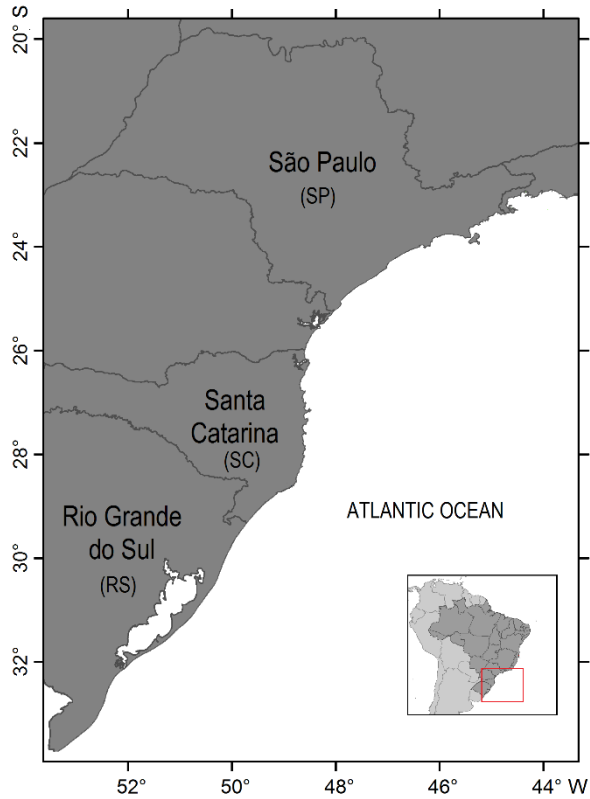 20° S
22°
24°
26°
28°
30°
32°
São Paulo
(SP)
Santa
Catarina
(SC)
Rio Grande
do Sul
(RS)
ATLANTIC OCEAN
52°
50°
48°
46°
44° W